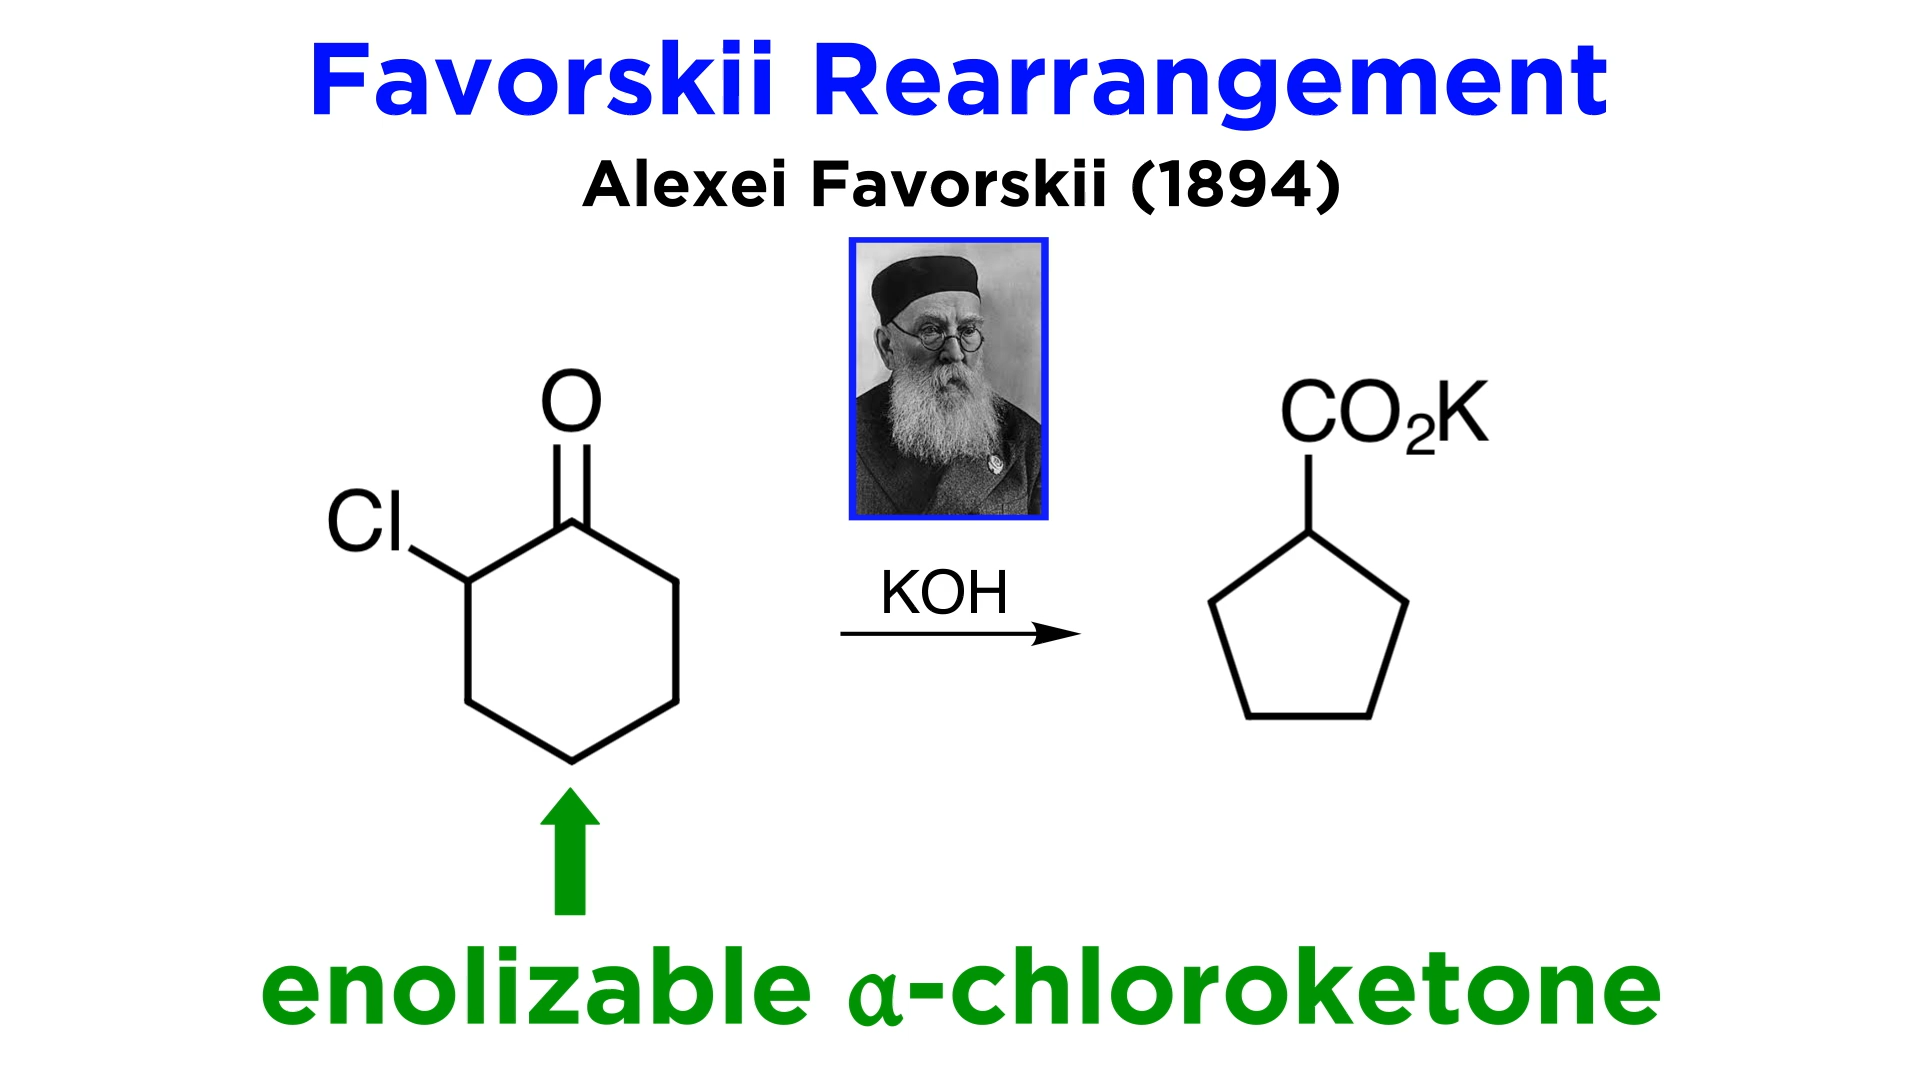 Favorskii Rearrangement
Alexei Favorskii (1894)
O
Cl
KOH
CO₂K
enolizable α-chloroketone